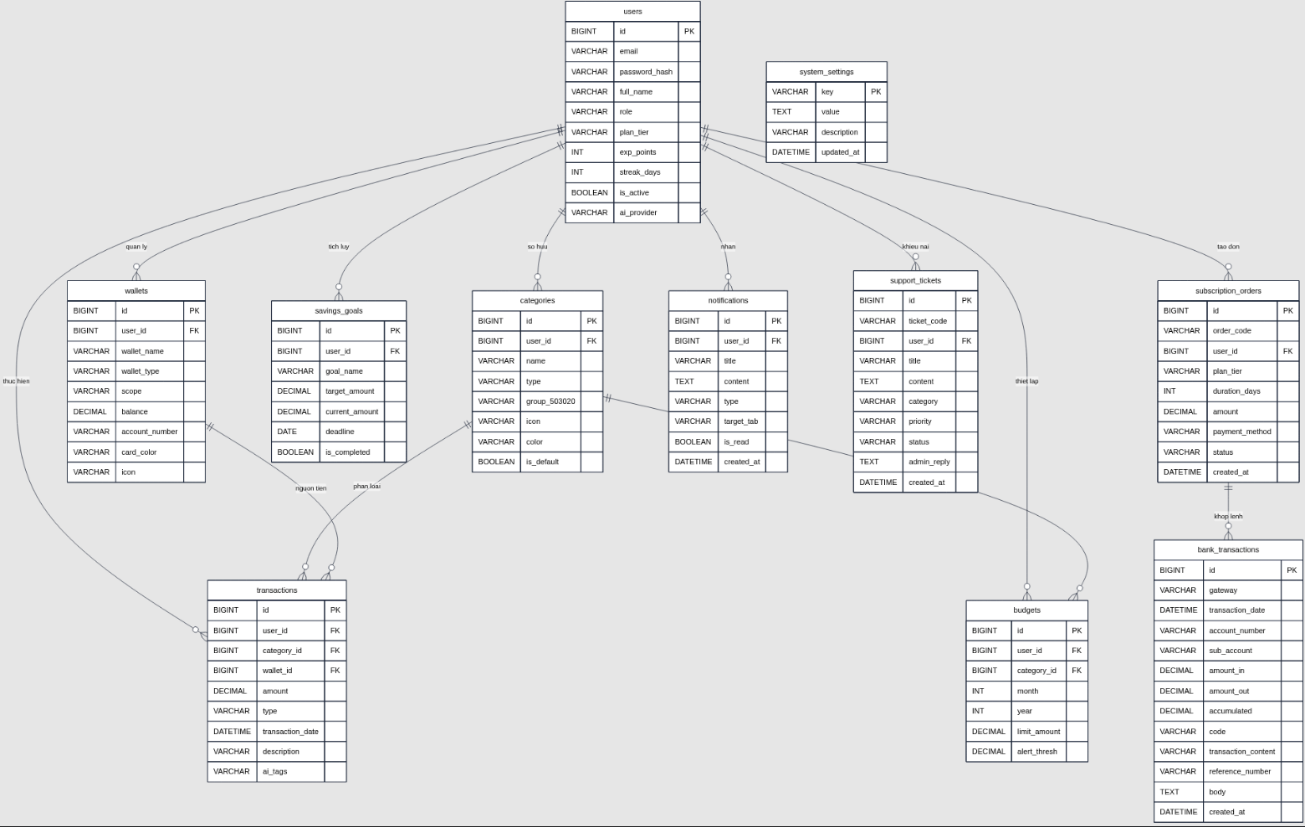 users
BIGINT id PK
VARCHAR email
VARCHAR password_hash
VARCHAR full_name
VARCHAR role
VARCHAR plan_tier
INT exp_points
INT streak_days
BOOLEAN is_active
VARCHAR ai_provider
system_settings
VARCHAR key PK
TEXT value
VARCHAR description
DATETIME updated_at
quan ly
tich luy
so huu
nhan
khieu nai
tao don
thuc hien
thiet lap
wallets
BIGINT id PK
BIGINT user_id FK
VARCHAR wallet_name
VARCHAR wallet_type
VARCHAR scope
DECIMAL balance
VARCHAR account_number
VARCHAR card_color
VARCHAR icon
savings_goals
BIGINT id PK
BIGINT user_id FK
VARCHAR goal_name
DECIMAL target_amount
DECIMAL current_amount
DATE deadline
BOOLEAN is_completed
categories
BIGINT id PK
BIGINT user_id FK
VARCHAR name
VARCHAR type
VARCHAR group_503020
VARCHAR icon
VARCHAR color
BOOLEAN is_default
notifications
BIGINT id PK
BIGINT user_id FK
VARCHAR title
TEXT content
VARCHAR type
VARCHAR target_tab
BOOLEAN is_read
DATETIME created_at
support_tickets
BIGINT id PK
VARCHAR ticket_code
BIGINT user_id FK
VARCHAR title
TEXT content
VARCHAR category
VARCHAR priority
VARCHAR status
TEXT admin_reply
DATETIME created_at
subscription_orders
BIGINT id PK
VARCHAR order_code
BIGINT user_id FK
VARCHAR plan_tier
INT duration_days
DECIMAL amount
VARCHAR payment_method
VARCHAR status
DATETIME created_at
nguon tien
phan loai
khop lenh
transactions
BIGINT id PK
BIGINT user_id FK
BIGINT category_id FK
BIGINT wallet_id FK
DECIMAL amount
VARCHAR type
DATETIME transaction_date
VARCHAR description
VARCHAR ai_tags
budgets
BIGINT id PK
BIGINT user_id FK
BIGINT category_id FK
INT month
INT year
DECIMAL limit_amount
DECIMAL alert_thresh
bank_transactions
BIGINT id PK
VARCHAR gateway
DATETIME transaction_date
VARCHAR account_number
VARCHAR sub_account
DECIMAL amount_in
DECIMAL amount_out
DECIMAL accumulated
VARCHAR code
VARCHAR transaction_content
VARCHAR reference_number
TEXT body
DATETIME created_at